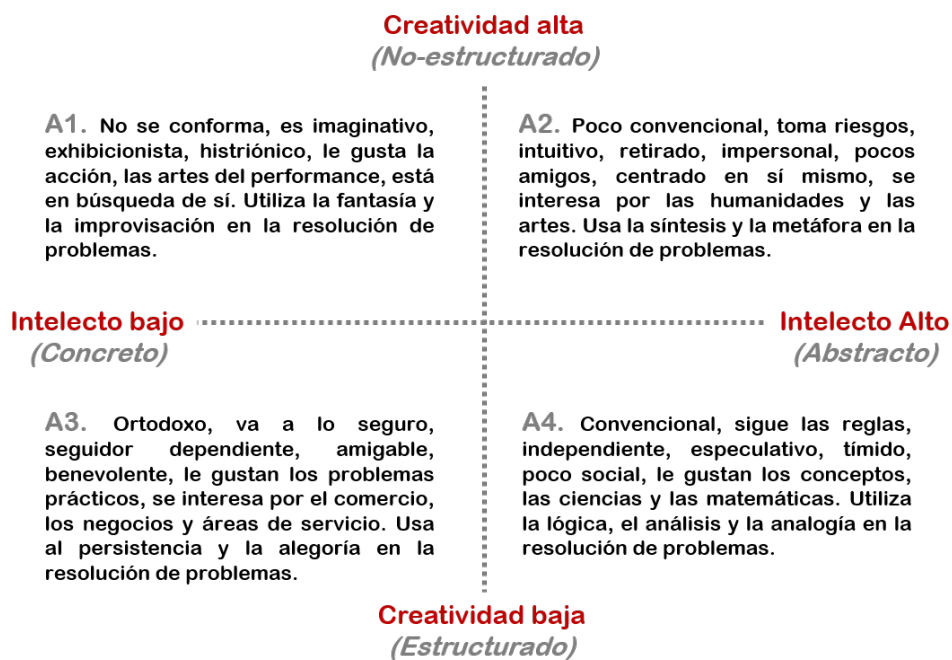 Creatividad alta
(No-estructurado)
A1. No se conforma, es imaginativo,
exhibicionista, histriónico, le gusta la
acción, las artes del performance, está
en búsqueda de sí. Utiliza la fantasía y
la improvisación en la resolución de
problemas.
A2. Poco convencional, toma riesgos,
intuitivo, retirado, impersonal, pocos
amigos, centrado en sí mismo, se
interesa por las humanidades y las
artes. Usa la síntesis y la metáfora en la
resolución de problemas.
Intelecto bajo
(Concreto)
Intelecto Alto
(Abstracto)
A3. Ortodoxo, va a lo seguro,
seguidor dependiente, amigable,
benevolente, le gustan los problemas
prácticos, se interesa por el comercio,
los negocios y áreas de servicio. Usa
al persistencia y la alegoría en la
resolución de problemas.
A4. Convencional, sigue las reglas,
independiente, especulativo, tímido,
poco social, le gustan los conceptos,
las ciencias y las matemáticas. Utiliza
la lógica, el análisis y la analogía en la
resolución de problemas.
Creatividad baja
(Estructurado)